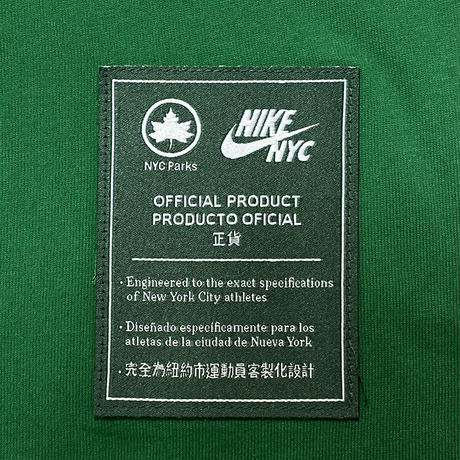 NYC Parks
NIKE
NYC
OFFICIAL PRODUCT
PRODUCTO OFICIAL
正貨
· Engineered to the exact specifications
of New York City athletes
· Diseñado específicamente para los
atletas de la ciudad de Nueva York
· 完全為紐約市運動員客製化設計